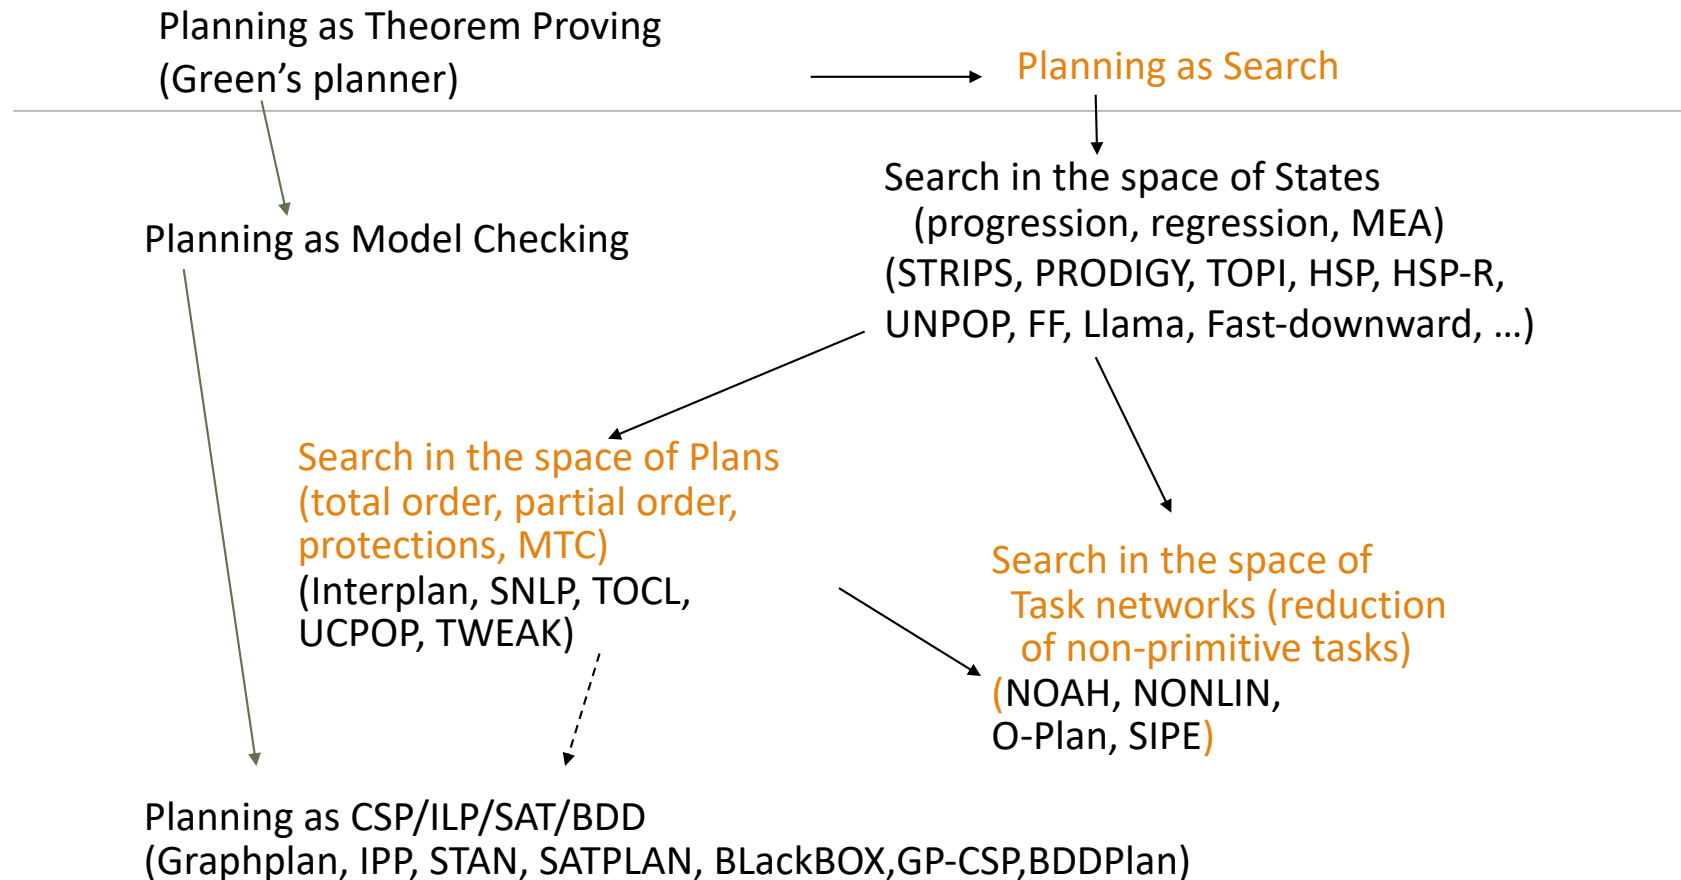 Planning as Theorem Proving
(Green’s planner)
Planning as Search
Search in the space of States
(progression, regression, MEA)
(STRIPS, PRODIGY, TOPI, HSP, HSP-R,
UNPOP, FF, Llama, Fast-downward, ...)
Planning as Model Checking
Search in the space of Plans
(total order, partial order,
protections, MTC)
(Interplan, SNLP, TOCL,
UCPOP, TWEAK)
Search in the space of
Task networks (reduction
of non-primitive tasks)
(NOAH, NONLIN,
O-Plan, SIPE)
Planning as CSP/ILP/SAT/BDD
(Graphplan, IPP, STAN, SATPLAN, BLackBOX,GP-CSP,BDDPlan)